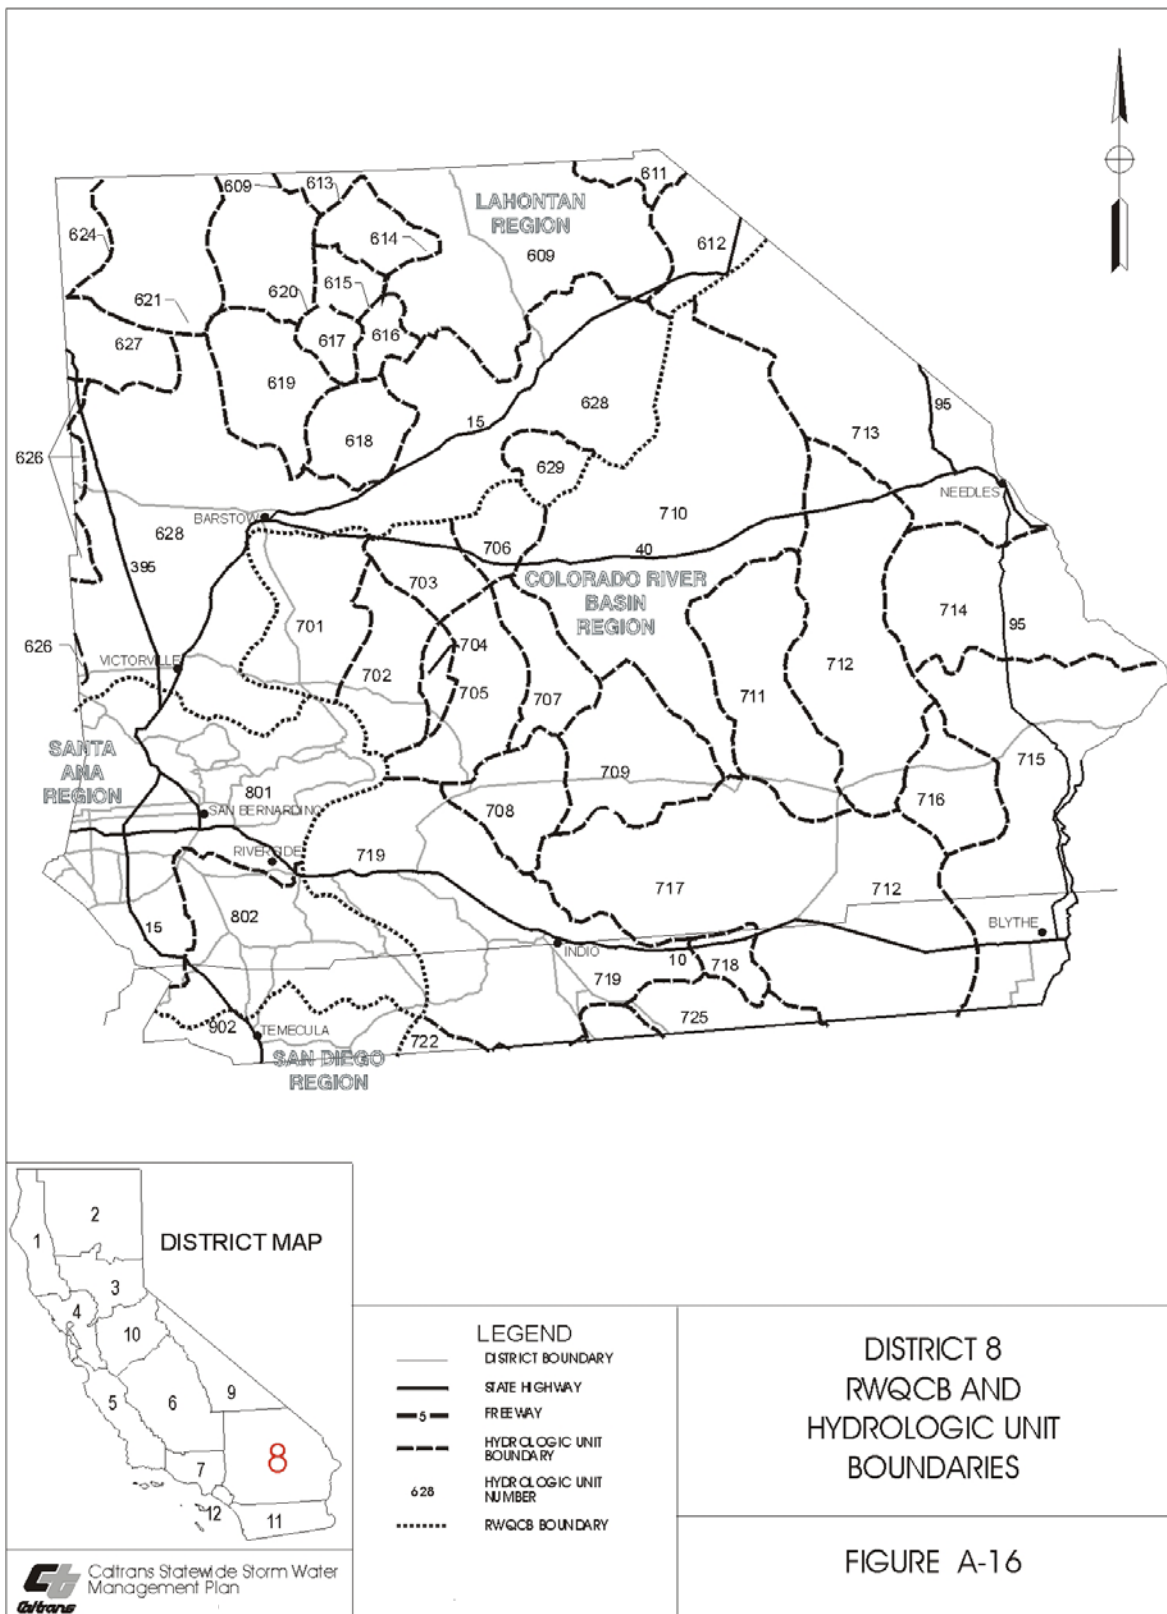 611
609
613
LAHONTAN
REGION
624
614
609
612
615
620
621
616
617
627
619
628
95
15
713
618
626
629
NEEDLES
BARSTOW
710
628
706
40
395
703
COLORADO RIVER
BASIN
REGION
714
701
95
704
626
VICTORVILLE
702
712
705
707
711
SANTA
ANA
REGION
715
709
801
716
SAN BERNARDINO
708
RIVERSIDE
719
717
712
15
802
BLYTHE
INDIO
10
718
719
725
902
TEMECULA
722
SAN DIEGO
REGION
DISTRICT MAP
1
2
3
4
10
5
6
9
7
8
12
11
Caltrans
Caltrans Statewide Storm Water
Management Plan
LEGEND
DISTRICT BOUNDARY
STATE HIGHWAY
5
FREEWAY
HYDROLOGIC UNIT
BOUNDARY
628
HYDROLOGIC UNIT
NUMBER
RWQCB BOUNDARY
DISTRICT 8
RWQCB AND
HYDROLOGIC UNIT
BOUNDARIES
FIGURE A-16